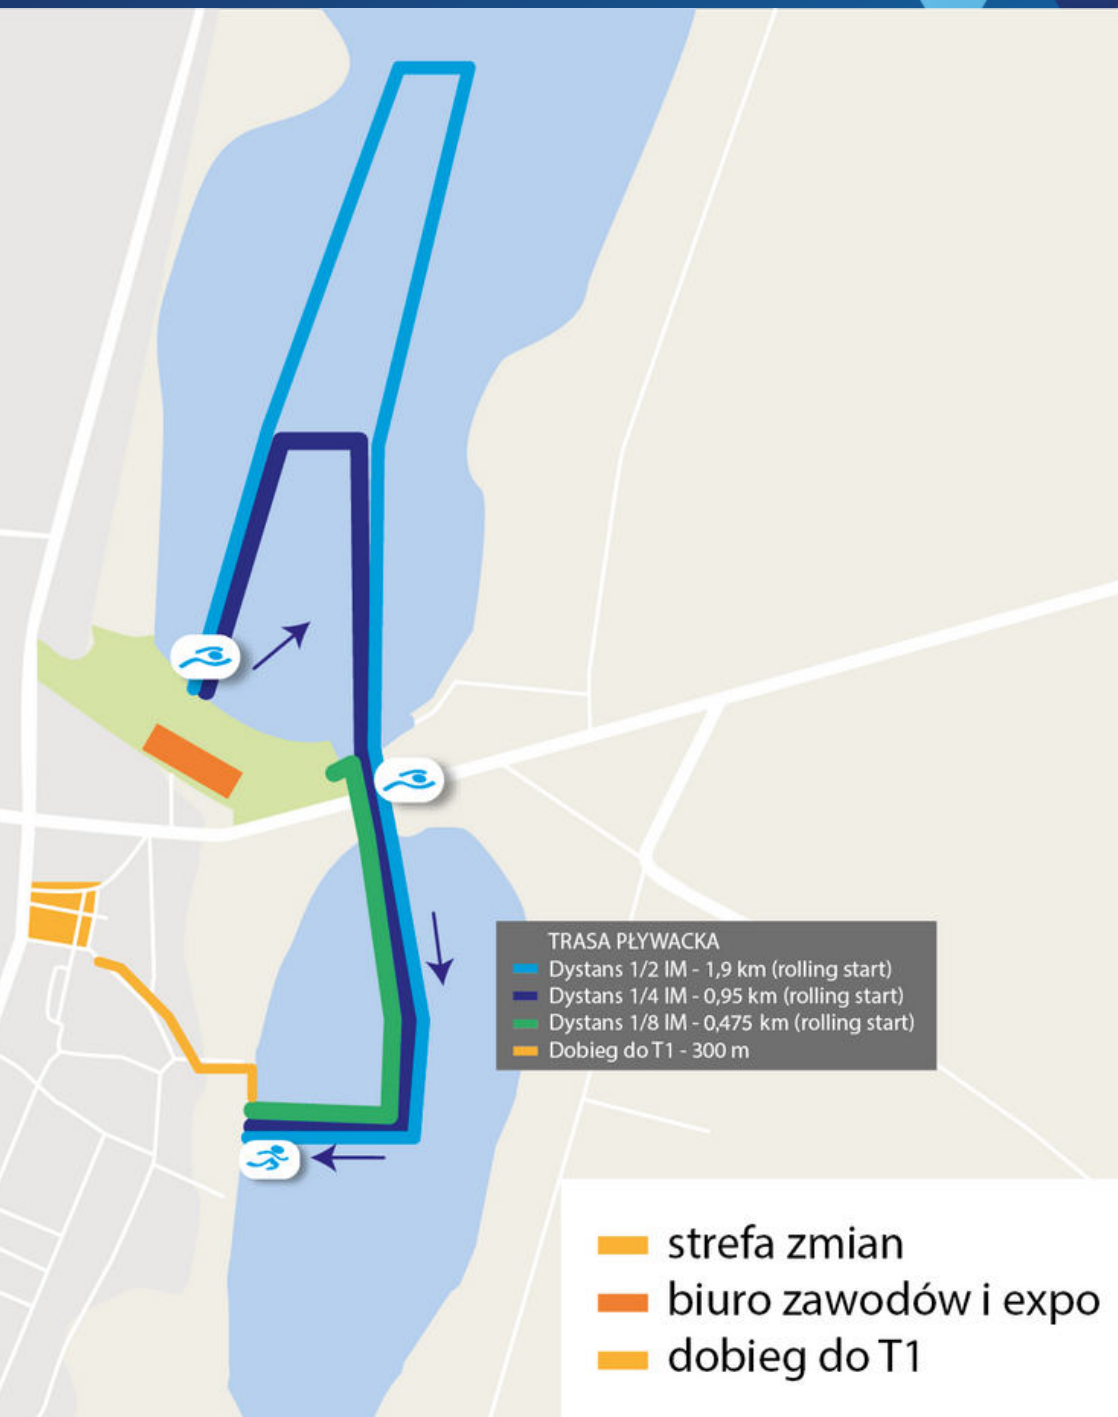 TRASA PŁYWACKA
Dystans 1/2 IM - 1,9 km (rolling start)
Dystans 1/4 IM - 0,95 km (rolling start)
Dystans 1/8 IM - 0,475 km (rolling start)
Dobieg do T1 - 300 m
strefa zmian
biuro zawodów i expo
dobieg do T1